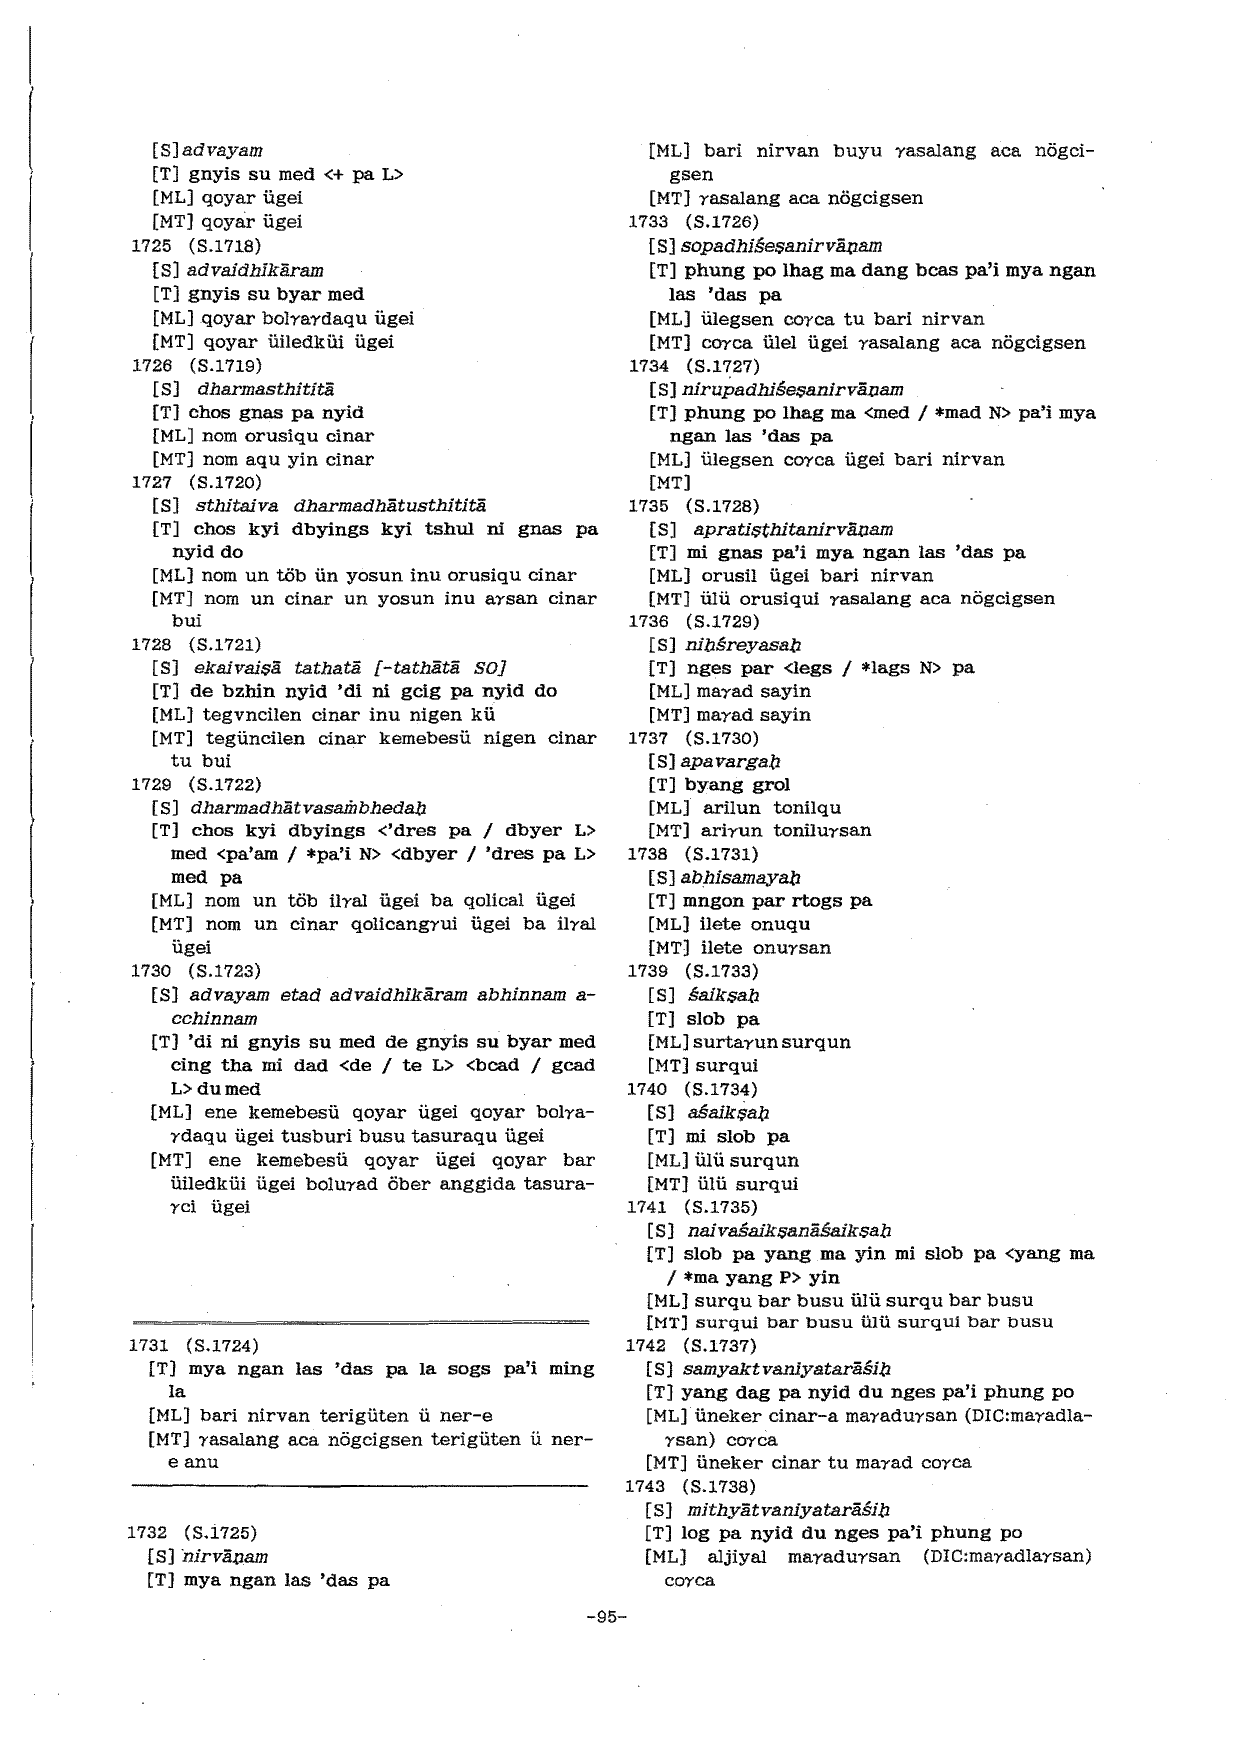 [S] advayam
[T] gnyis su med <+ pa L>
[ML] qoyar ügei
[MT] qoyar ügei
1725 (S.1718)
[S] advaidhīkāram
[T] gnyis su byar med
[ML] qoyar bolγaγdaqu ügei
[MT] qoyar üiledküi ügei
1726 (S.1719)
[S] dharmasthititā
[T] chos gnas pa nyid
[ML] nom orusiqu cinar
[MT] nom aqu yin cinar
1727 (S.1720)
[S] sthitaiva dharmadhātusthititā
[T] chos kyi dbyings kyi tshul ni gnas pa
nyid do
[ML] nom un töb ün yosun inu orusiqu cinar
[MT] nom un cinar un yosun inu aγsan cinar
bui
1728 (S.1721)
[S] ekaivaiṣā tathatā [-tathātā SO]
[T] de bzhin nyid 'di ni gcig pa nyid do
[ML] tegvncilen cinar inu nigen kü
[MT] tegüncilen cinar kemebesü nigen cinar
tu bui
1729 (S.1722)
[S] dharmadhātvasaṁbhedaḥ
[T] chos kyi dbyings <'dres pa / dbyer L>
med <pa'am / *pa'i N> <dbyer / 'dres pa L>
med pa
[ML] nom un töb ilγal ügei ba qolical ügei
[MT] nom un cinar qolicangγui ügei ba ilγal
ügei
1730 (S.1723)
[S] advayam etad advaidhīkāram abhinnam a-
cchinnam
[T] 'di ni gnyis su med de gnyis su byar med
cing tha mi dad <de / te L> <bcad / gcad
L> du med
[ML] ene kemebesü qoyar ügei qoyar bolγa-
γdaqu ügei tusburi busu tasuraqu ügei
[MT] ene kemebesü qoyar ügei qoyar bar
üiledküi ügei boluγad öber anggida tasura-
γci ügei
1731 (S.1724)
[T] mya ngan las 'das pa la sogs pa'i ming
la
[ML] bari nirvan terigüten ü ner-e
[MT] γasalang aca nögcigsen terigüten ü ner-
e anu
1732 (S.1725)
[S] nirvāṇam
[T] mya ngan las 'das pa
[ML] bari nirvan buyu γasalang aca nögci-
gsen
[MT] γasalang aca nögcigsen
1733 (S.1726)
[S] sopadhiśeṣanirvāṇam
[T] phung po lhag ma dang bcas pa'i mya ngan
las 'das pa
[ML] ülegsen coγca tu bari nirvan
[MT] coγca ülel ügei γasalang aca nögcigsen
1734 (S.1727)
[S] nirupadhiśeṣanirvāṇam
[T] phung po lhag ma <med / *mad N> pa'i mya
ngan las 'das pa
[ML] ülegsen coγca ügei bari nirvan
[MT]
1735 (S.1728)
[S] apratiṣṭhitanirvāṇam
[T] mi gnas pa'i mya ngan las 'das pa
[ML] orusil ügei bari nirvan
[MT] ülü orusiqui γasalang aca nögcigsen
1736 (S.1729)
[S] niḥśreyasaḥ
[T] nges par <legs / *lags N> pa
[ML] maγad sayin
[MT] maγad sayin
1737 (S.1730)
[S] apavargaḥ
[T] byang grol
[ML] arilun tonilqu
[MT] ariγun toniluγsan
1738 (S.1731)
[S] abhisamayaḥ
[T] mngon par rtogs pa
[ML] ilete onuqu
[MT] ilete onuγsan
1739 (S.1733)
[S] śaikṣaḥ
[T] slob pa
[ML] surtaγun surqun
[MT] surqui
1740 (S.1734)
[S] aśaikṣaḥ
[T] mi slob pa
[ML] ülü surqun
[MT] ülü surqui
1741 (S.1735)
[S] naivaśaikṣanāśaikṣaḥ
[T] slob pa yang ma yin mi slob pa <yang ma
/ *ma yang P> yin
[ML] surqu bar busu ülü surqu bar busu
[MT] surqui bar busu ülü surqui bar busu
1742 (S.1737)
[S] samyaktvaniyatarāśiḥ
[T] yang dag pa nyid du nges pa'i phung po
[ML] üneker cinar-a maγaduγsan (DIC:maγadla-
γsan) coγca
[MT] üneker cinar tu maγad coγca
1743 (S.1738)
[S] mithyātvaniyatarāśiḥ
[T] log pa nyid du nges pa'i phung po
[ML] aljiyal maγaduγsan (DIC:maγadlaγsan)
coγca
-95-